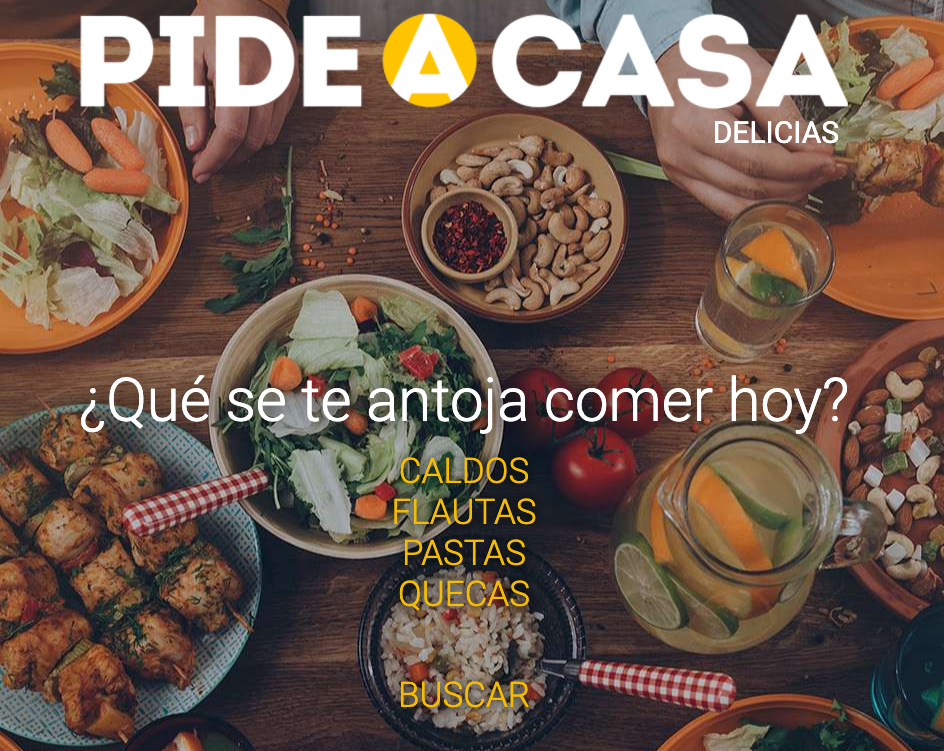 PIDE A CASA
DELICIAS
¿Qué se te antoja comer hoy?
CALDOS
FLAUTAS
PASTAS
QUECAS
BUSCAR